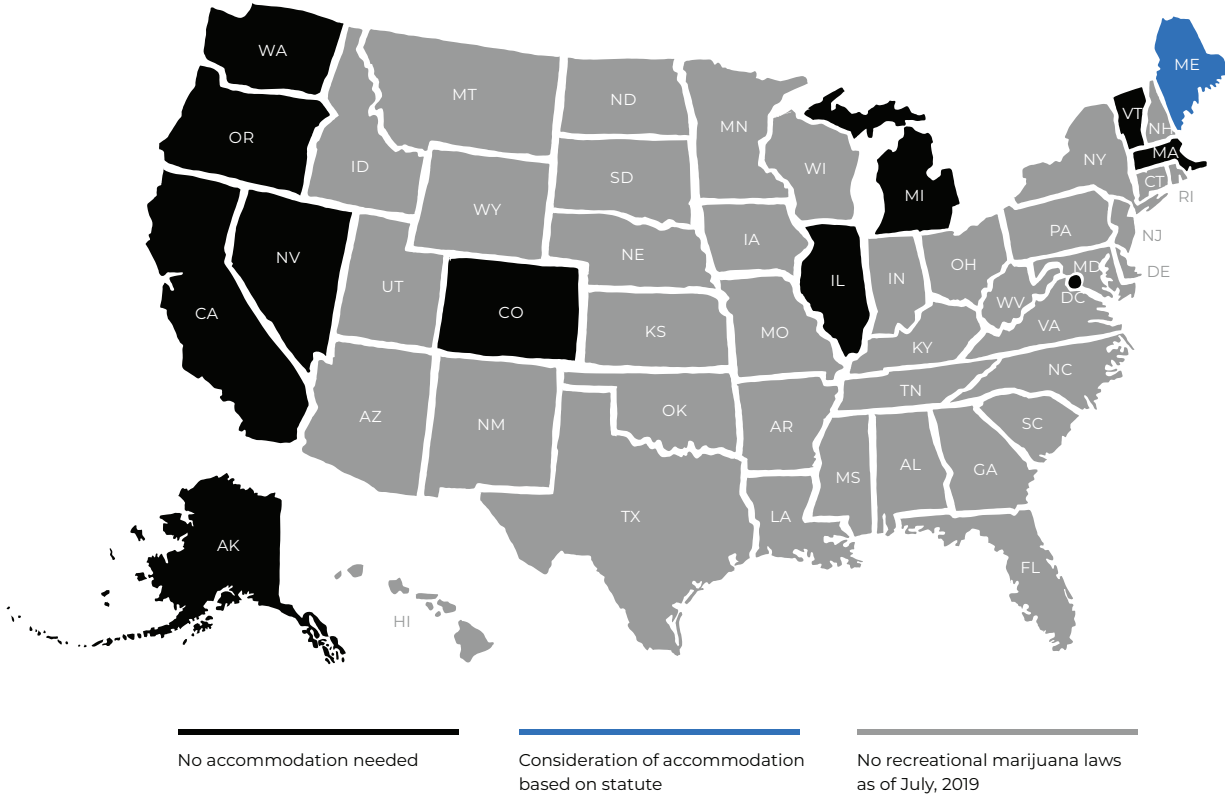 WA
ME
MT
ND
VT
OR
MN
NH
MA
NY
ID
WI
SD
CT
MI
RI
WY
PA
NJ
IA
NE
NV
OH
MD
DE
IN
IL
UT
DC
WV
CA
CO
VA
KS
MO
KY
NC
TN
OK
AZ
NM
AR
SC
AL
GA
MS
TX
LA
AK
FL
HI
No accommodation needed
Consideration of accommodation
based on statute
No recreational marijuana laws
as of July, 2019